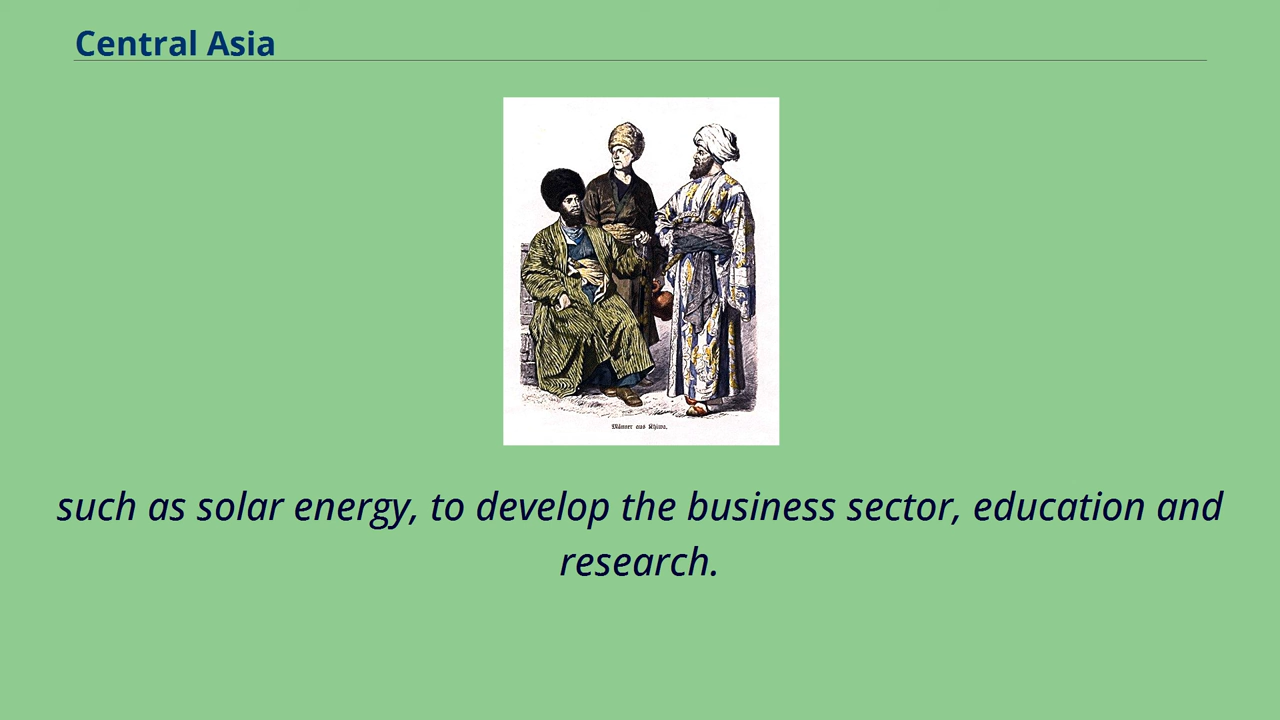 Central Asia
Männer aus Khiwa.
such as solar energy, to develop the business sector, education and
research.